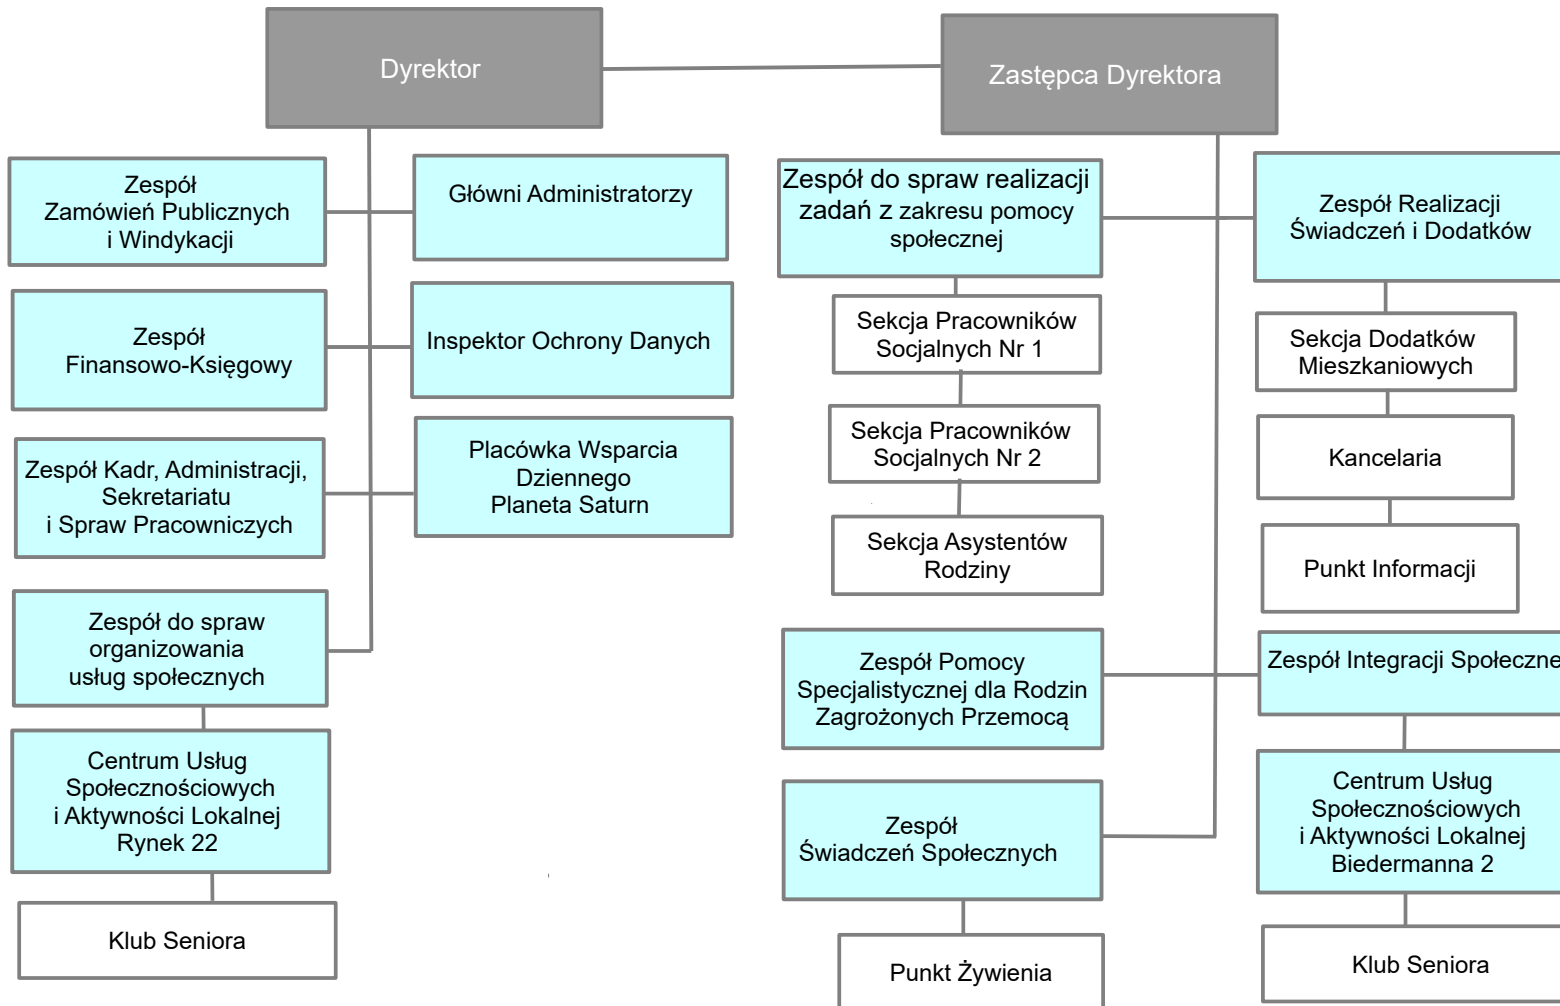 Dyrektor
Zastępca Dyrektora
Zespół
Zamówień Publicznych
i Windykacji
Główni Administratorzy
Zespół
Finansowo-Księgowy
Inspektor Ochrony Danych
Zespół Kadr, Administracji,
Sekretariatu
i Spraw Pracowniczych
Placówka Wsparcia
Dziennego
Planeta Saturn
Zespół do spraw
organizowania
usług społecznych
Centrum Usług
Społecznościowych
i Aktywności Lokalnej
Rynek 22
Klub Seniora
Zespół do spraw realizacji
zadań z zakresu pomocy
społecznej
Sekcja Pracowników
Socjalnych Nr 1
Sekcja Pracowników
Socjalnych Nr 2
Sekcja Asystentów
Rodziny
Zespół Realizacji
Świadczeń i Dodatków
Sekcja Dodatków
Mieszkaniowych
Kancelaria
Punkt Informacji
Zespół Pomocy
Specjalistycznej dla Rodzin
Zagrożonych Przemocą
Zespół Integracji Społeczne
Zespół
Świadczeń Społecznych
Punkt Żywienia
Centrum Usług
Społecznościowych
i Aktywności Lokalnej
Biedermanna 2
Klub Seniora